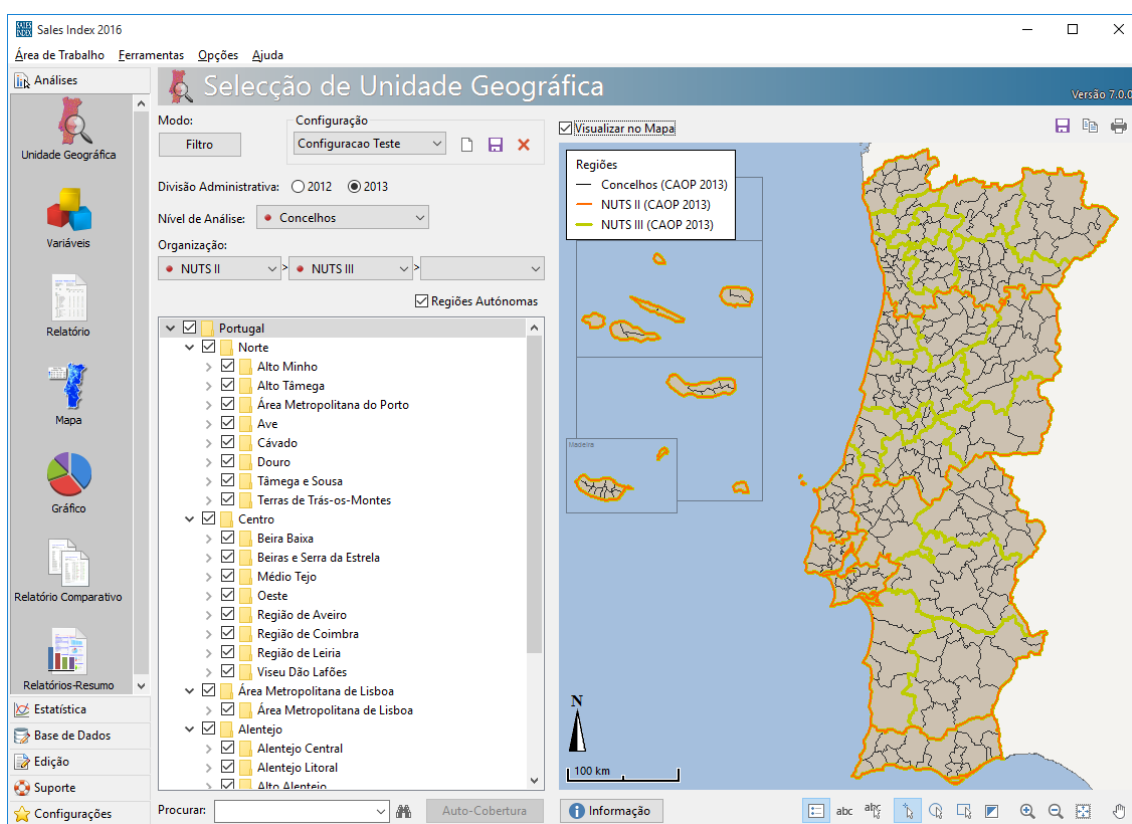 Sales Index 2016
Área de Trabalho Ferramentas Opções Ajuda
Análises
Unidade Geográfica
Variáveis
Relatório
Mapa
Gráfico
Relatório Comparativo
Relatórios-Resumo
Estatística
Base de Dados
Edição
Suporte
Configurações
Selecção de Unidade Geográfica
Versão 7.0.0
Modo:
Filtro
Configuração
Configuracao Teste
Divisão Administrativa: 2012 2013
Nível de Análise: Concelhos
Organização:
NUTS II > NUTS III >
Regiões Autónomas
Portugal
Norte
Alto Minho
Alto Tâmega
Área Metropolitana do Porto
Ave
Cávado
Douro
Tâmega e Sousa
Terras de Trás-os-Montes
Centro
Beira Baixa
Beiras e Serra da Estrela
Médio Tejo
Oeste
Região de Aveiro
Região de Coimbra
Região de Leiria
Viseu Dão Lafões
Área Metropolitana de Lisboa
Área Metropolitana de Lisboa
Alentejo
Alentejo Central
Alentejo Litoral
Alto Alentejo
Procurar:
Auto-Cobertura
Visualizar no Mapa
Regiões
Concelhos (CAOP 2013)
NUTS II (CAOP 2013)
NUTS III (CAOP 2013)
Madeira
N
100 km
Informação
abc
abc